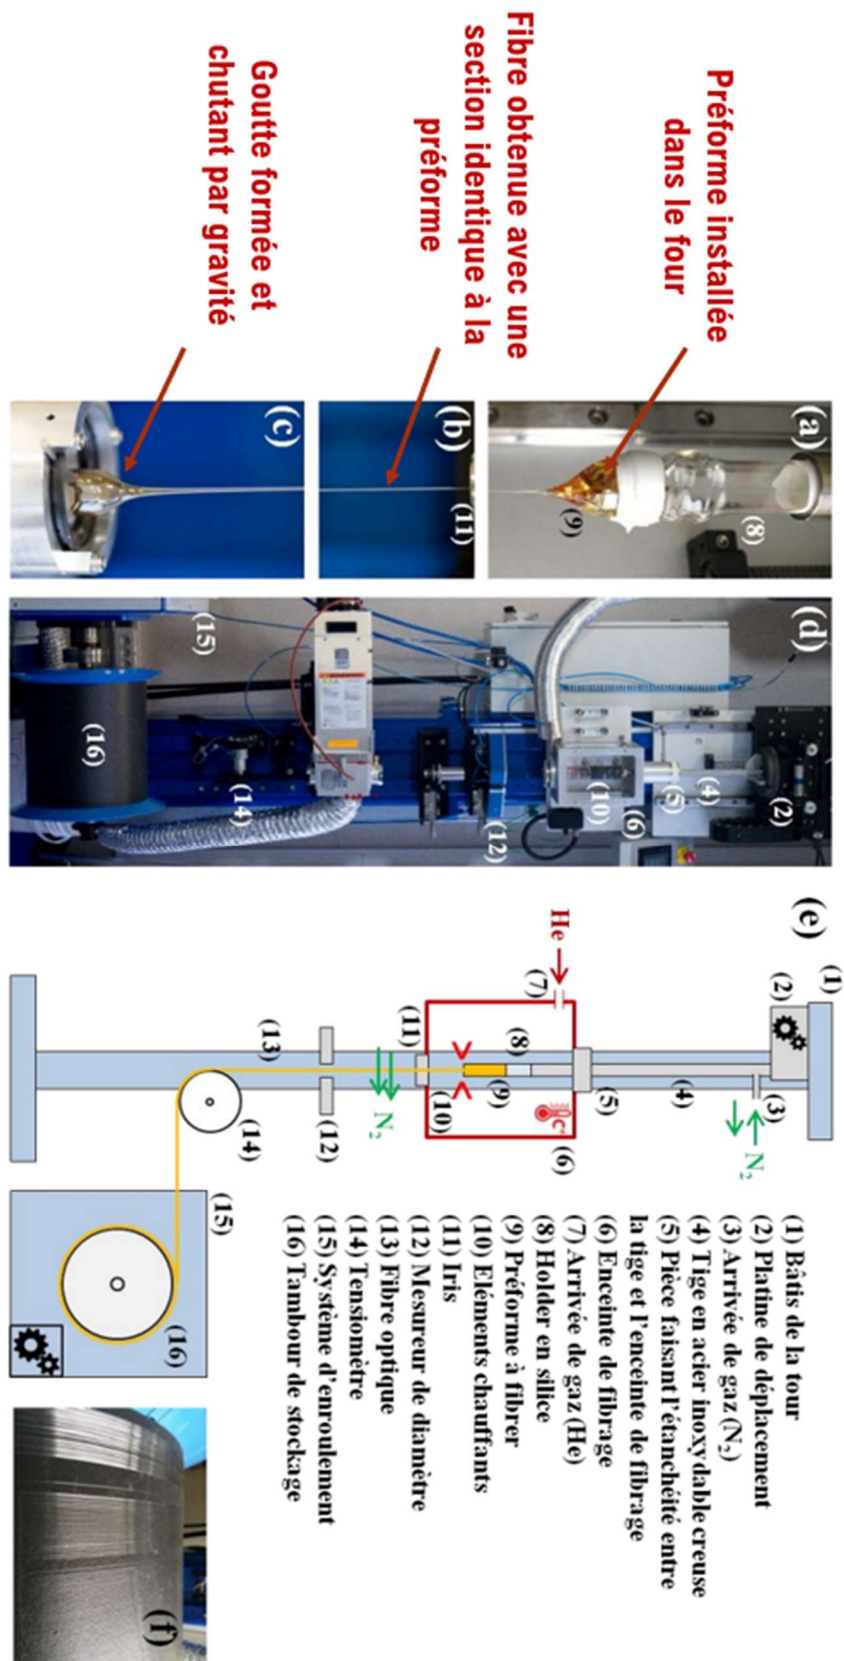 Préforme installée
dans le four
Fibre obtenue avec une
section identique à la
préforme
Goutte formée et
chutant par gravité
(a)
(8)
(9)
(b)
(11)
(c)
(d)
(2)
(4)
(5)
(6)
(10)
(12)
(14)
(15)
(16)
(e)
(1)
(2)
(3)
N₂
(4)
(5)
(6)
°C
He
(7)
(8)
(9)
(10)
(11)
N₂
(12)
(13)
(14)
(15)
(16)
(1) Bâtis de la tour
(2) Platine de déplacement
(3) Arrivée de gaz (N₂)
(4) Tige en acier inoxydable creuse
(5) Pièce faisant l'étanchéité entre
la tige et l'enceinte de fibrage
(6) Enceinte de fibrage
(7) Arrivée de gaz (He)
(8) Holder en silice
(9) Préforme à fibrer
(10) Eléments chauffants
(11) Iris
(12) Mesureur de diamètre
(13) Fibre optique
(14) Tensiomètre
(15) Système d'enroulement
(16) Tambour de stockage
(f)